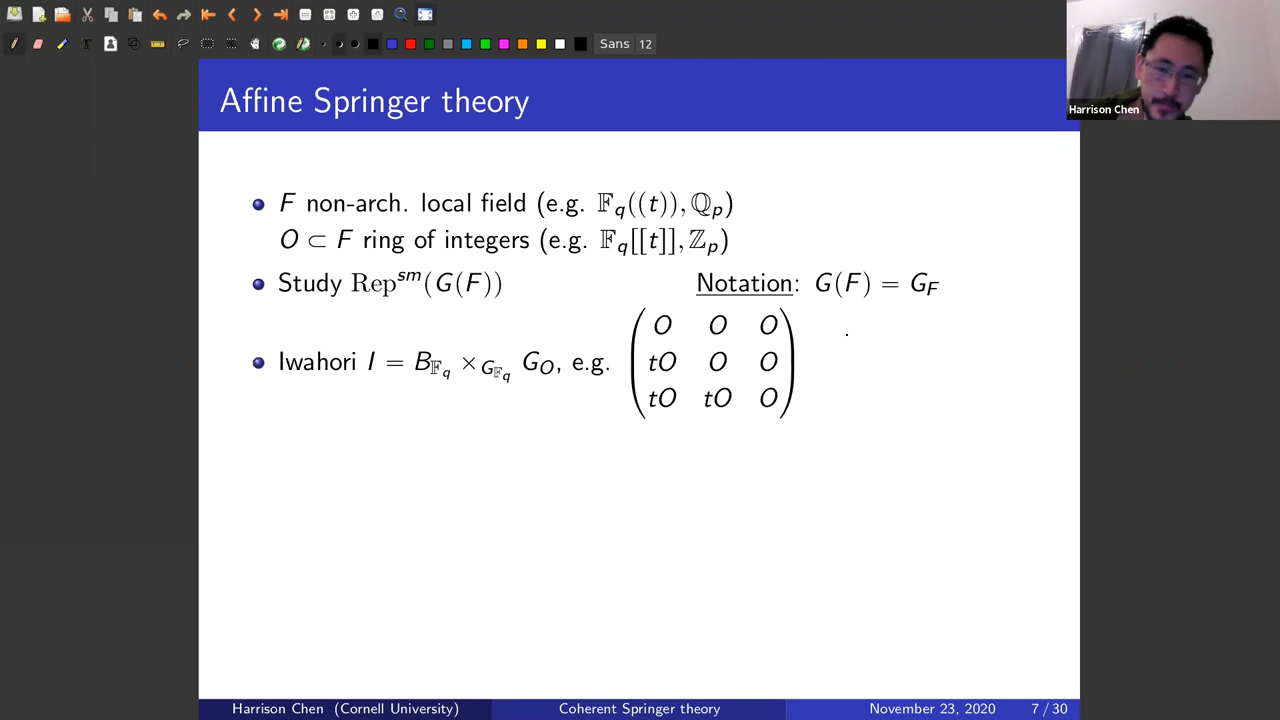 Sans 12
Harrison Chen
Affine Springer theory
F non-arch. local field (e.g. 𝔽_q((t)), ℚ_p)
O ⊂ F ring of integers (e.g. 𝔽_q[[t]], ℤ_p)
Study Rep^{sm}(G(F)) Notation: G(F) = G_F
Iwahori I = B_{𝔽_q} ×_{G_{𝔽_q}} G_O, e.g.
O O O
tO O O
tO tO O
Harrison Chen (Cornell University) Coherent Springer theory November 23, 2020 7 / 30